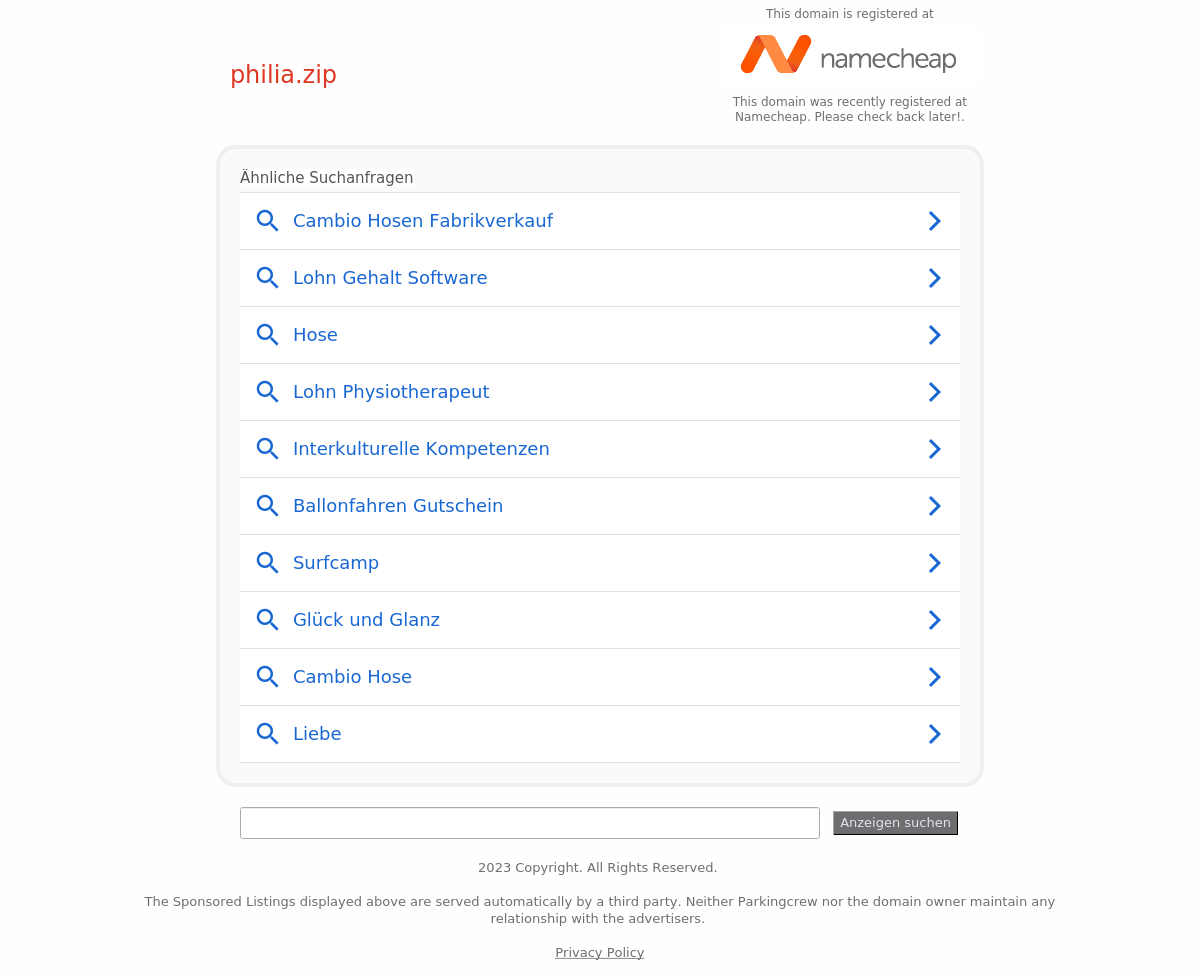 This domain is registered at
namecheap
philia.zip
This domain was recently registered at
Namecheap. Please check back later!.
Ähnliche Suchanfragen
Cambio Hosen Fabrikverkauf
Lohn Gehalt Software
Hose
Lohn Physiotherapeut
Interkulturelle Kompetenzen
Ballonfahren Gutschein
Surfcamp
Glück und Glanz
Cambio Hose
Liebe
Anzeigen suchen
2023 Copyright. All Rights Reserved.
The Sponsored Listings displayed above are served automatically by a third party. Neither Parkingcrew nor the domain owner maintain any
relationship with the advertisers.
Privacy Policy